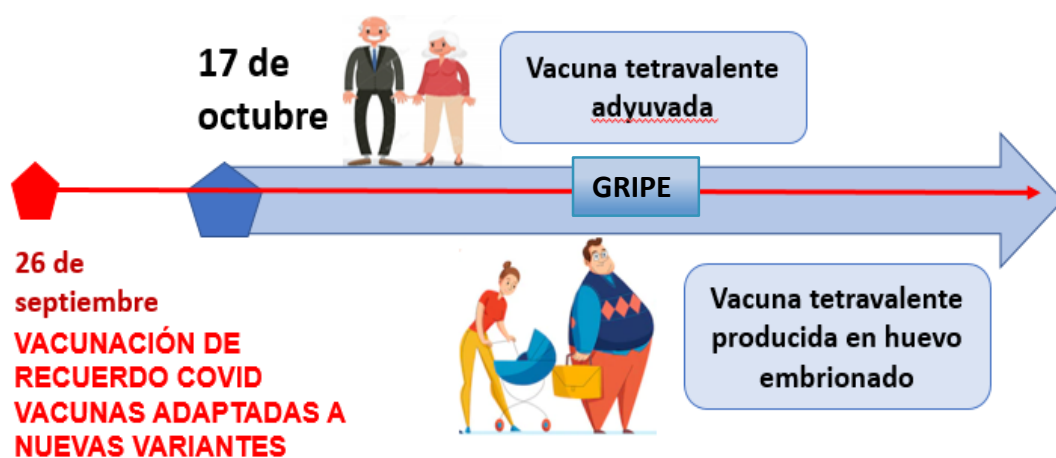 17 de
octubre
Vacuna tetravalente
adyuvada
GRIPE
26 de
septiembre
VACUNACIÓN DE
RECUERDO COVID
VACUNAS ADAPTADAS A
NUEVAS VARIANTES
Vacuna tetravalente
producida en huevo
embrionado